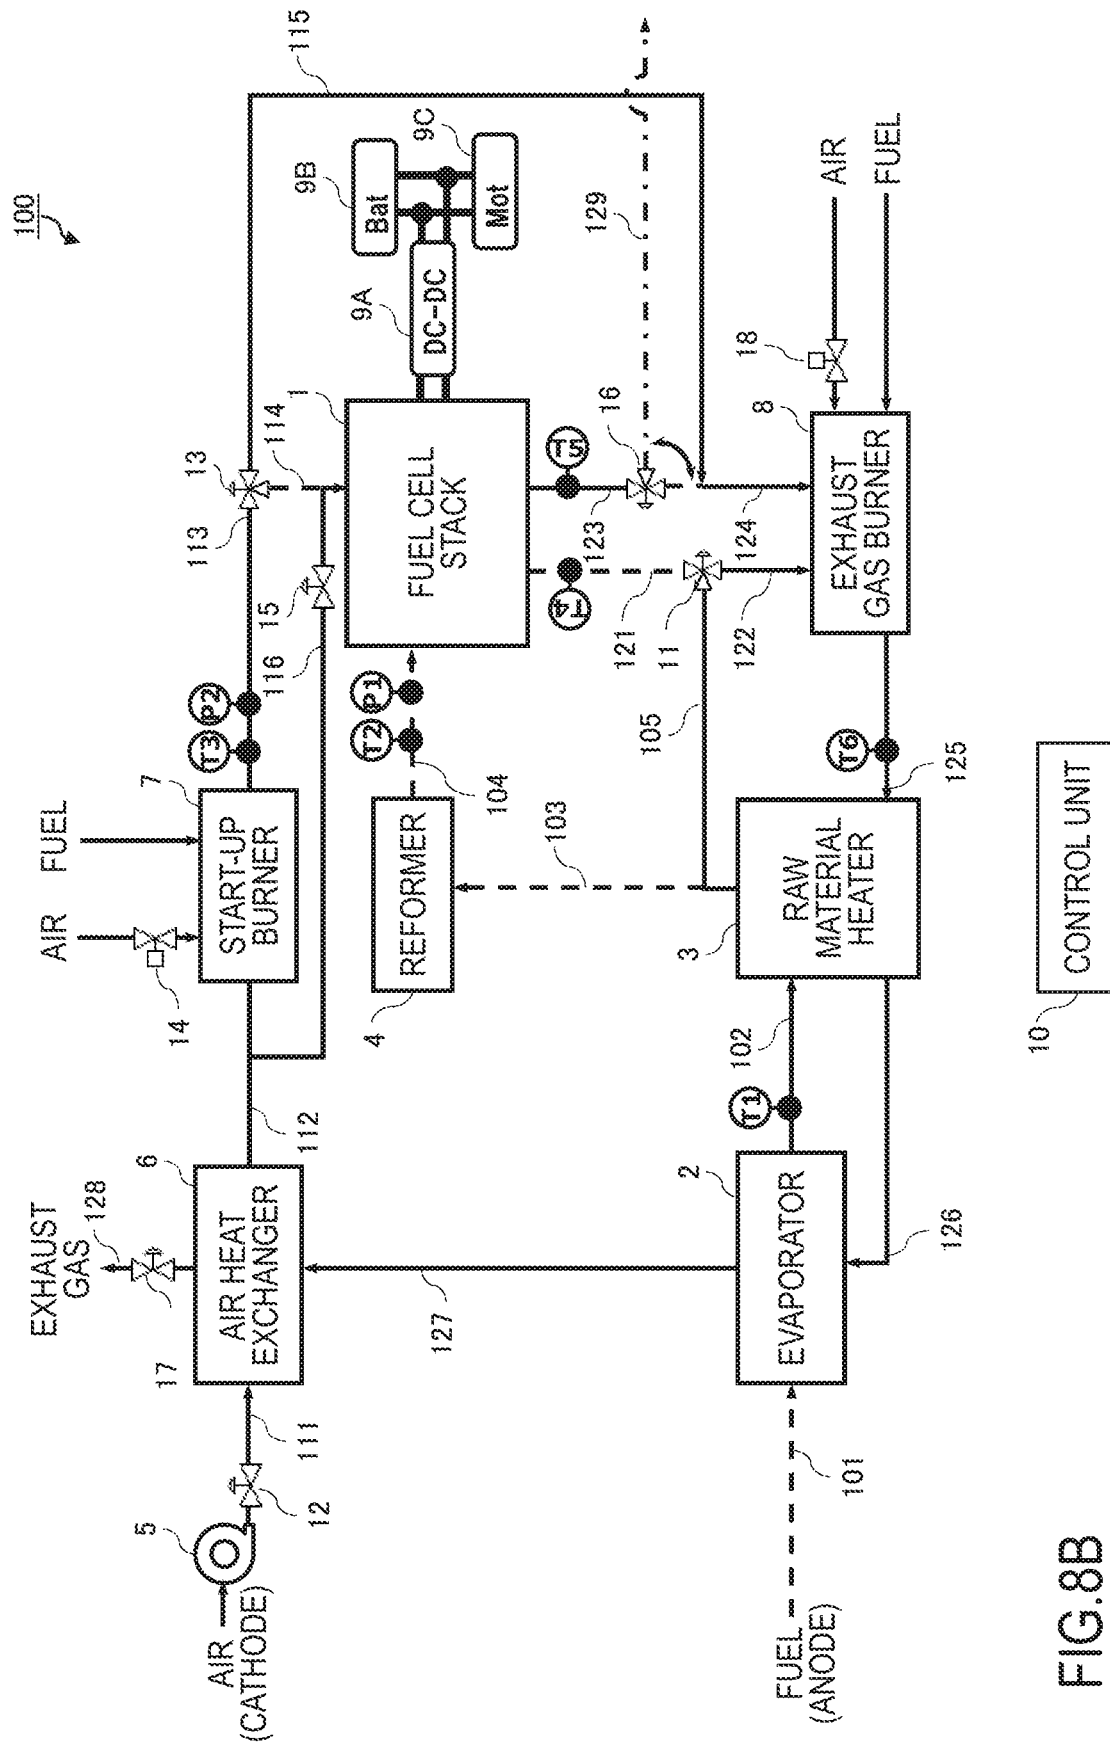 100
115
EXHAUST
GAS
128
AIR
FUEL
14
7
START-UP
BURNER
T3
P2
113
13
114
15
116
5
AIR
(CATHODE)
12
111
17
6
AIR HEAT
EXCHANGER
112
4
REFORMER
T2
P1
104
103
1
FUEL CELL
STACK
9A
DC-DC
9B
Bat
9C
Mot
T4
T5
121
123
16
129
11
105
122
124
127
FUEL
(ANODE)
101
2
EVAPORATOR
T1
102
126
3
RAW
MATERIAL
HEATER
T6
125
8
EXHAUST
GAS BURNER
18
AIR
FUEL
10
CONTROL UNIT
FIG.8B